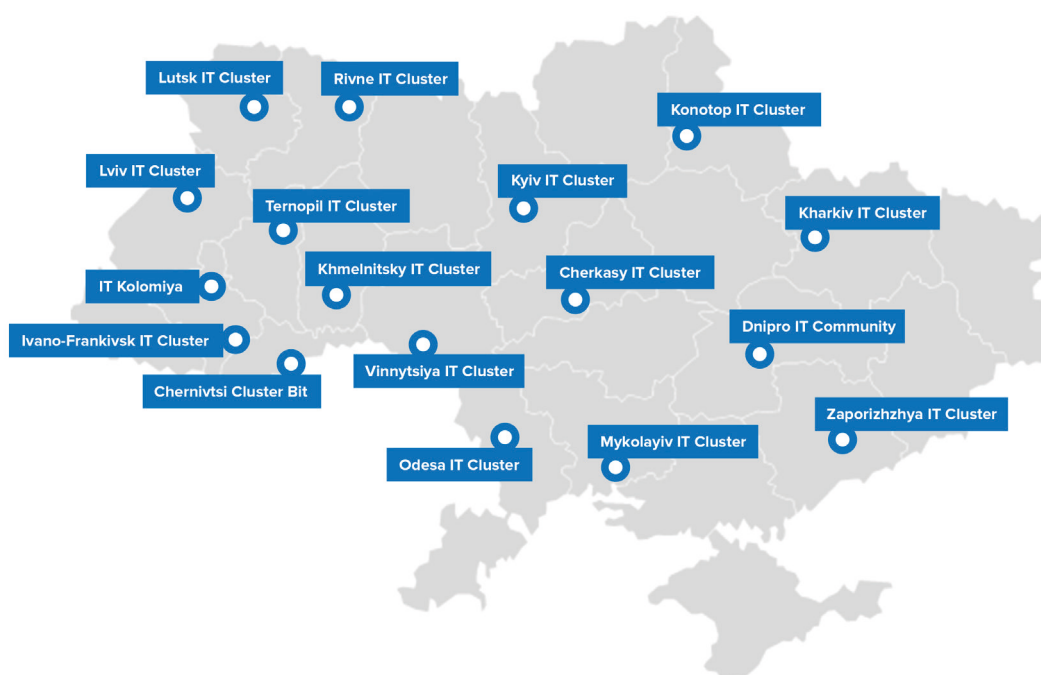 Lutsk IT Cluster
Rivne IT Cluster
Konotop IT Cluster
Lviv IT Cluster
Kyiv IT Cluster
Ternopil IT Cluster
Kharkiv IT Cluster
Khmelnitsky IT Cluster
Cherkasy IT Cluster
IT Kolomiya
Dnipro IT Community
Ivano-Frankivsk IT Cluster
Vinnytsiya IT Cluster
Chernivtsi Cluster Bit
Zaporizhzhya IT Cluster
Mykolayiv IT Cluster
Odesa IT Cluster